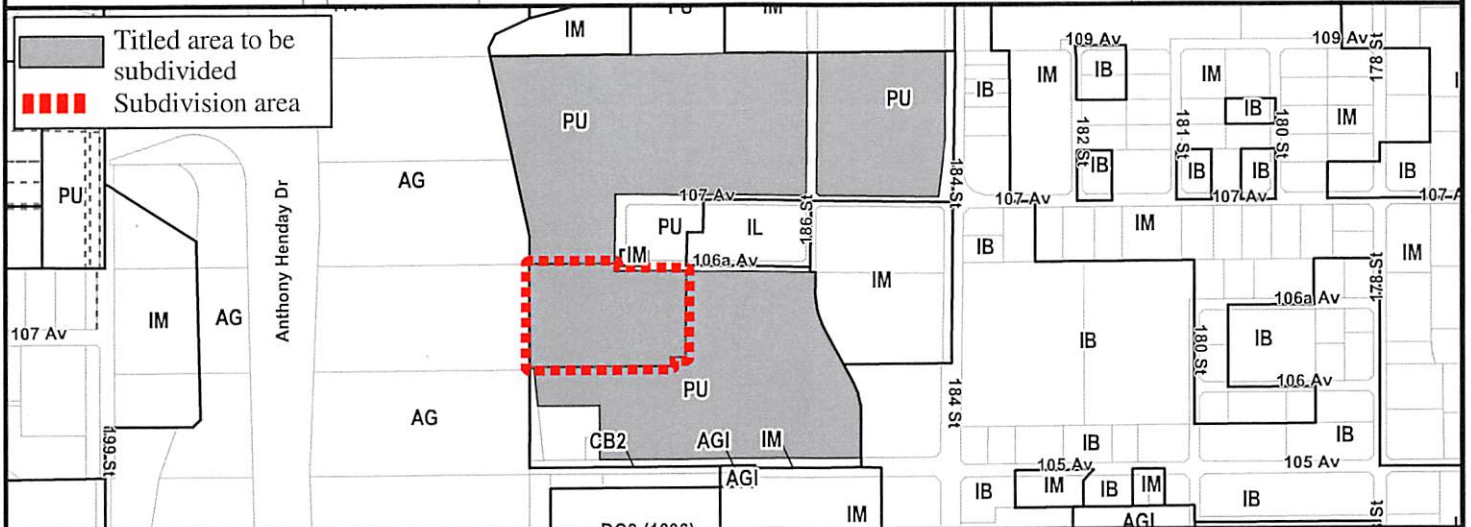 Titled area to be
subdivided
Subdivision area
IM
PU
IM
109 Av
109 Av
178 St
IB
IM
IB
IM
IB
IM
PU
PU
182 St
181 St
180 St
IB
IB
IB
IB
AG
PU
Anthony Henday Dr
184 St
107 Av
107 Av
107 Av
107 A
PU
IL
186 St
IM
IB
IM
IM
106a Av
IM
178 St
106a Av
107 Av
IM
AG
IB
180 St
IB
106 Av
PU
184 St
AG
CB2
AGI
IM
IB
IB
199 St
105 Av
105 Av
AGI
IB
IM
IB
IM
IB
IM
AGI